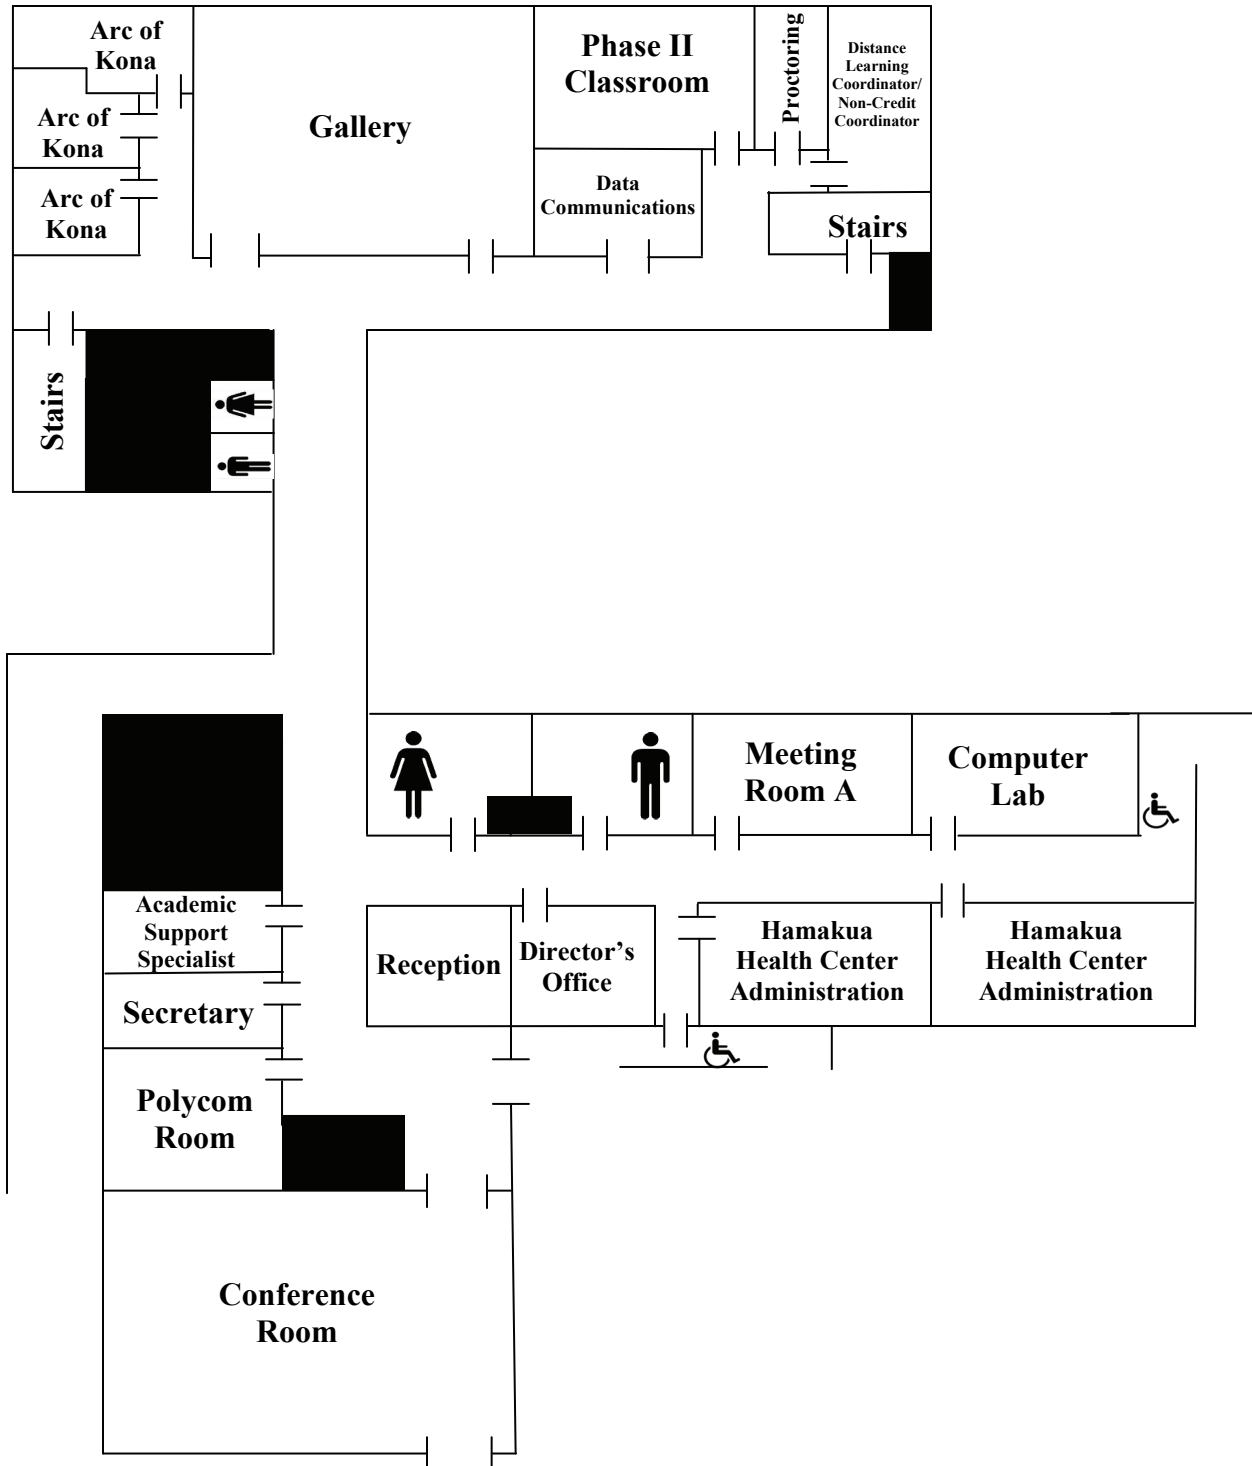 Arc of
Kona
Arc of
Kona
Arc of
Kona
Gallery
Phase II
Classroom
Proctoring
Distance
Learning
Coordinator/
Non-Credit
Coordinator
Data
Communications
Stairs
Stairs
Meeting
Room A
Computer
Lab
Academic
Support
Specialist
Secretary
Polycom
Room
Reception
Director’s
Office
Hamakua
Health Center
Administration
Hamakua
Health Center
Administration
Conference
Room